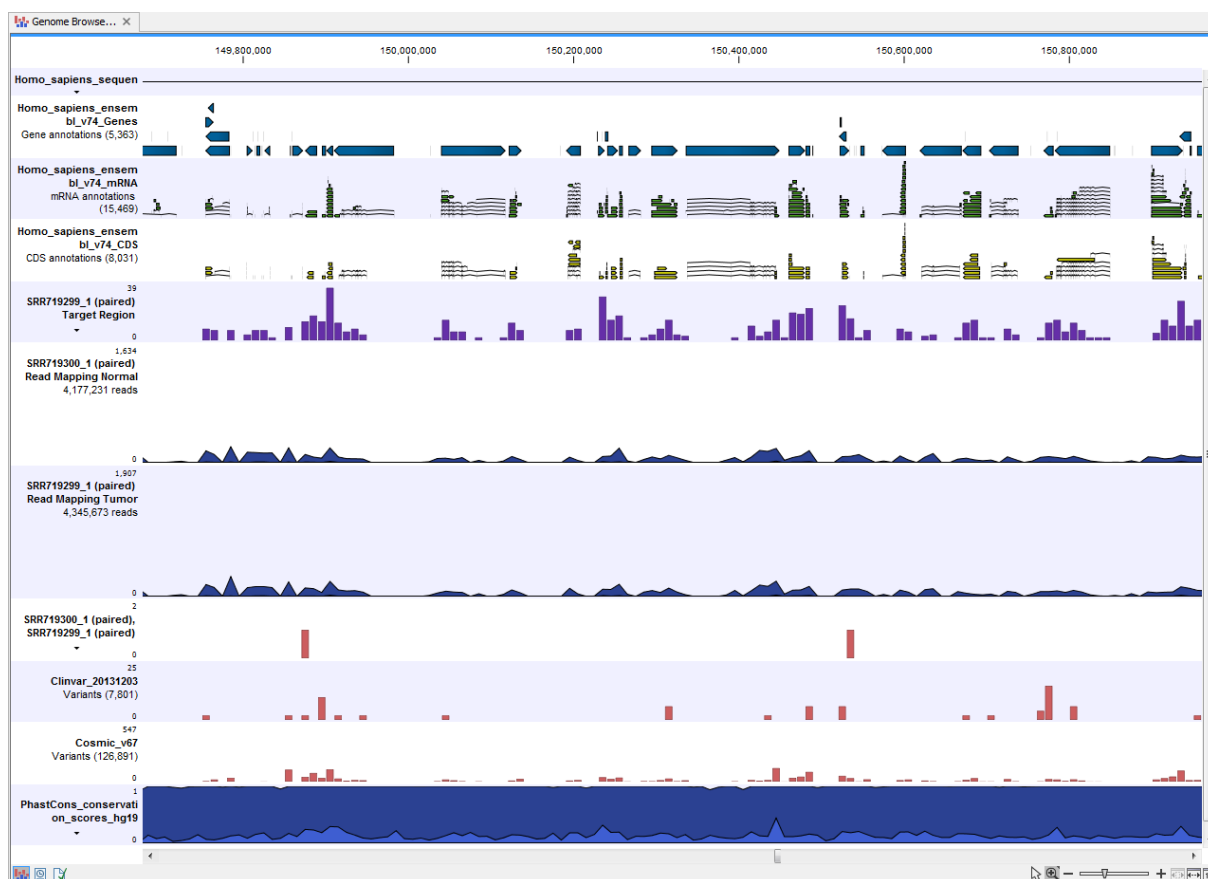 Genome Browse...
149,800,000 150,000,000 150,200,000 150,400,000 150,600,000 150,800,000
Homo_sapiens_sequen
Homo_sapiens_ensem
bl_v74_Genes
Gene annotations (5,363)
Homo_sapiens_ensem
bl_v74_mRNA
mRNA annotations
(15,469)
Homo_sapiens_ensem
bl_v74_CDS
CDS annotations (8,031)
39
SRR719299_1 (paired)
Target Region
0
1,634
SRR719300_1 (paired)
Read Mapping Normal
4,177,231 reads
0
1,907
SRR719299_1 (paired)
Read Mapping Tumor
4,345,673 reads
0
2
SRR719300_1 (paired),
SRR719299_1 (paired)
0
25
Clinvar_20131203
Variants (7,801)
0
547
Cosmic_v67
Variants (126,891)
0
1
PhastCons_conservati
on_scores_hg19
0